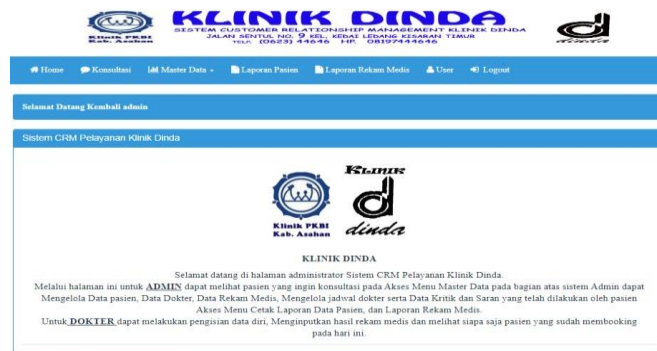 KLINIK DINDA
SISTEM CUSTOMER RELATIONSHIP MANAGEMENT KLINIK DINDA
JALAN SENTUL NO. 9 KEL. KEDAI LEDANG KISARAN TIMUR
TELP. (0623) 44646 HP. 08197444646
Klinik PKBI
Kab. Asahan
dinda
Home Konsultasi Master Data Laporan Pasien Laporan Rekam Medis User Logout
Selamat Datang Kembali admin
Sistem CRM Pelayanan Klinik Dinda
Klinik PKBI
Kab. Asahan
KLINIK
dinda
KLINIK DINDA
Selamat datang di halaman administrator Sistem CRM Pelayanan Klinik Dinda.
Melalui halaman ini untuk ADMIN dapat melihat pasien yang ingin konsultasi pada Akses Menu Master Data pada bagian atas sistem Admin dapat
Mengelola Data pasien, Data Dokter, Data Rekam Medis, Mengelola jadwal dokter serta Data Kritik dan Saran yang telah dilakukan oleh pasien
Akses Menu Cetak Laporan Data Pasien, dan Laporan Rekam Medis.
Untuk DOKTER dapat melakukan pengisian data diri, Menginputkan hasil rekam medis dan melihat siapa saja pasien yang sudah membooking
pada hari ini.